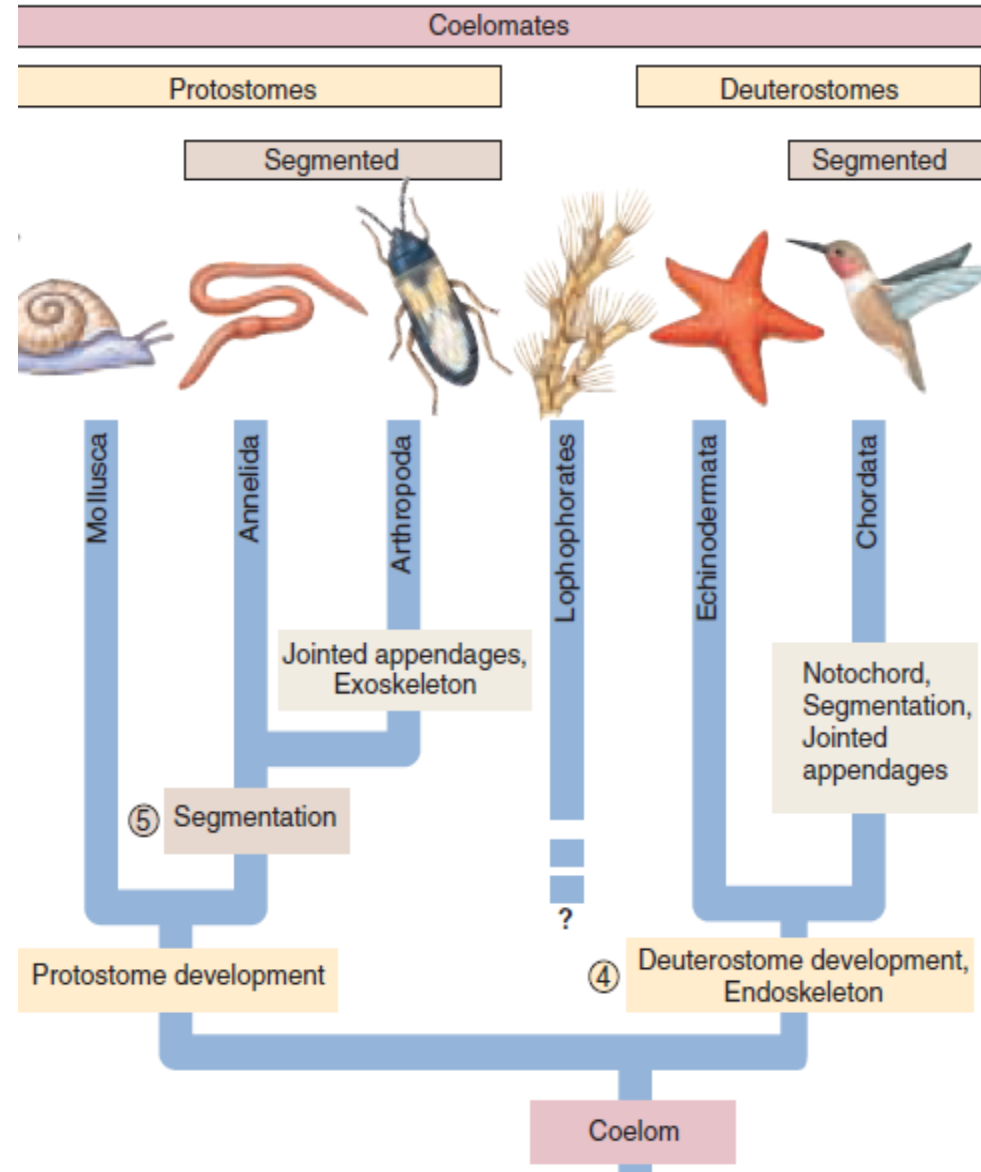 Coelomates
Protostomes
Deuterostomes
Segmented
Segmented
Mollusca
Annelida
Arthropoda
Lophophorates
Echinodermata
Chordata
Jointed appendages,
Exoskeleton
Notochord,
Segmentation,
Jointed
appendages
⑤ Segmentation
?
Protostome development
④ Deuterostome development,
Endoskeleton
Coelom